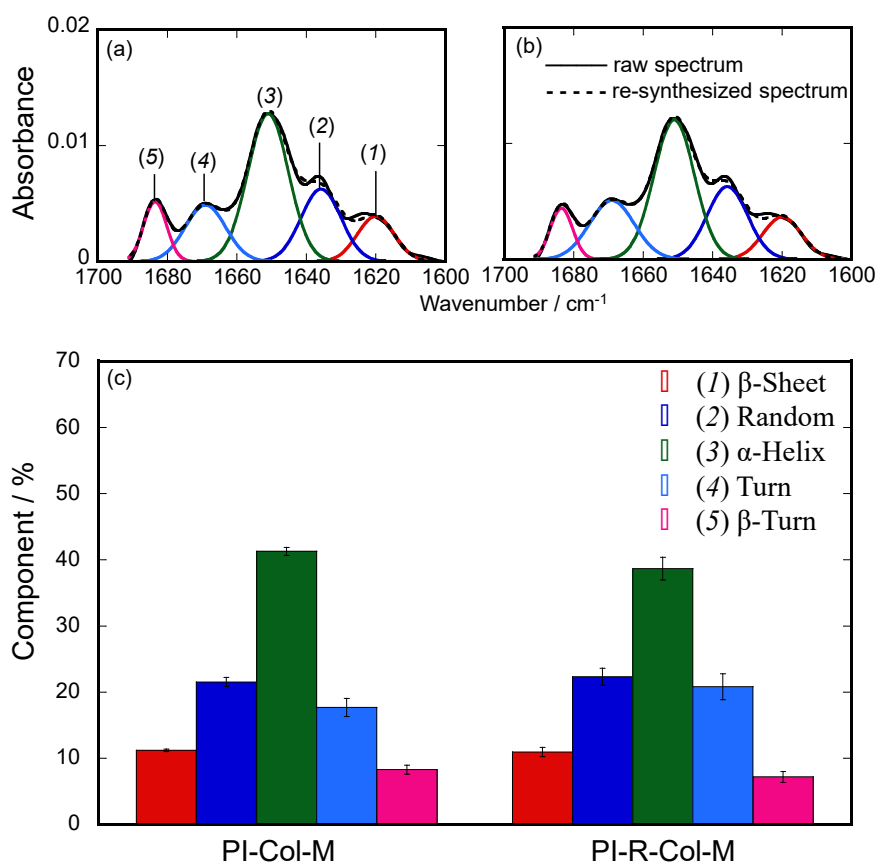 0.02
(a)
(3)
(2)
(5)
(4)
(1)
0.01
0
Absorbance
1700
1680
1660
1640
1620
1600
(b)
raw spectrum
re-synthesized spectrum
1700
1680
1660
1640
1620
1600
Wavenumber / cm-1
(c)
70
60
50
40
30
20
10
0
Component / %
(1) β-Sheet
(2) Random
(3) α-Helix
(4) Turn
(5) β-Turn
PI-Col-M
PI-R-Col-M